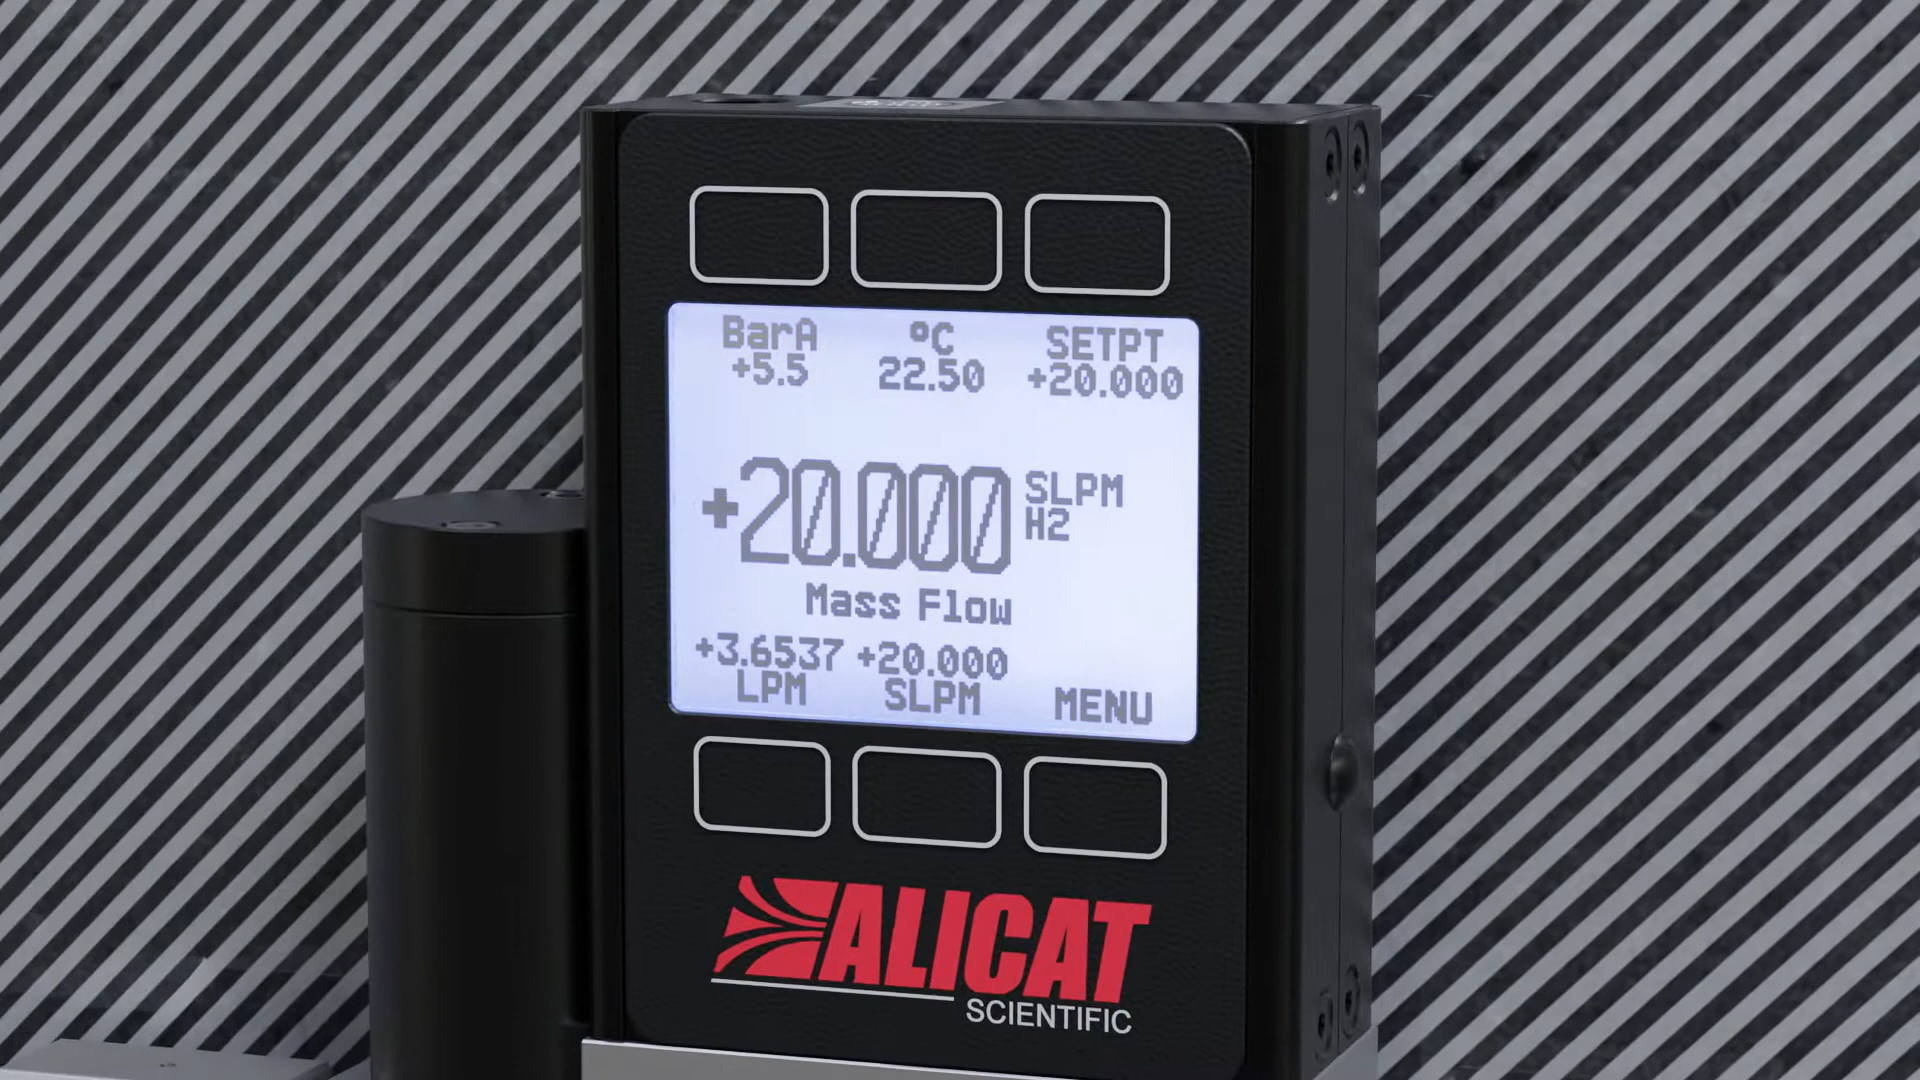 BarA °C SETPT
+5.5 22.50 +20.000
+20.000 SLPM
H2
Mass Flow
+3.6537 +20.000
LPM SLPM MENU
ALICAT
SCIENTIFIC